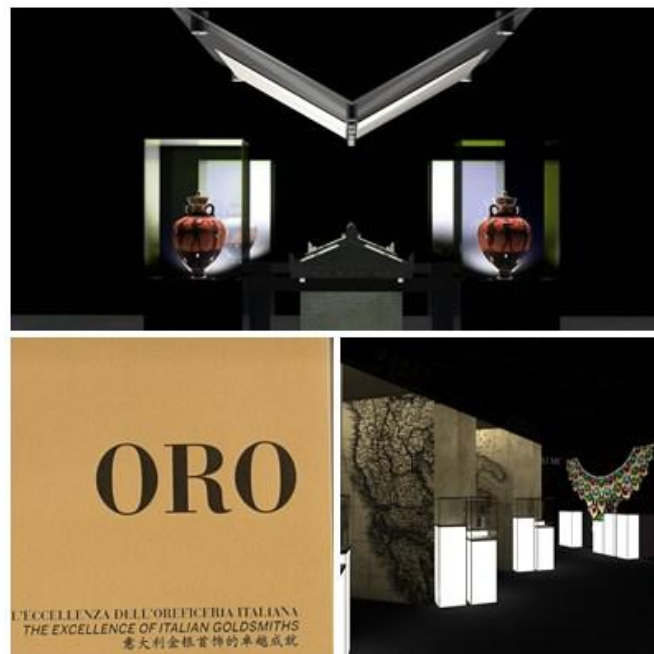 ORO
L'ECCELLENZA DELL'OREFICERIA ITALIANA
THE EXCELLENCE OF ITALIAN GOLDSMITHS
意大利金银首饰的卓越成就